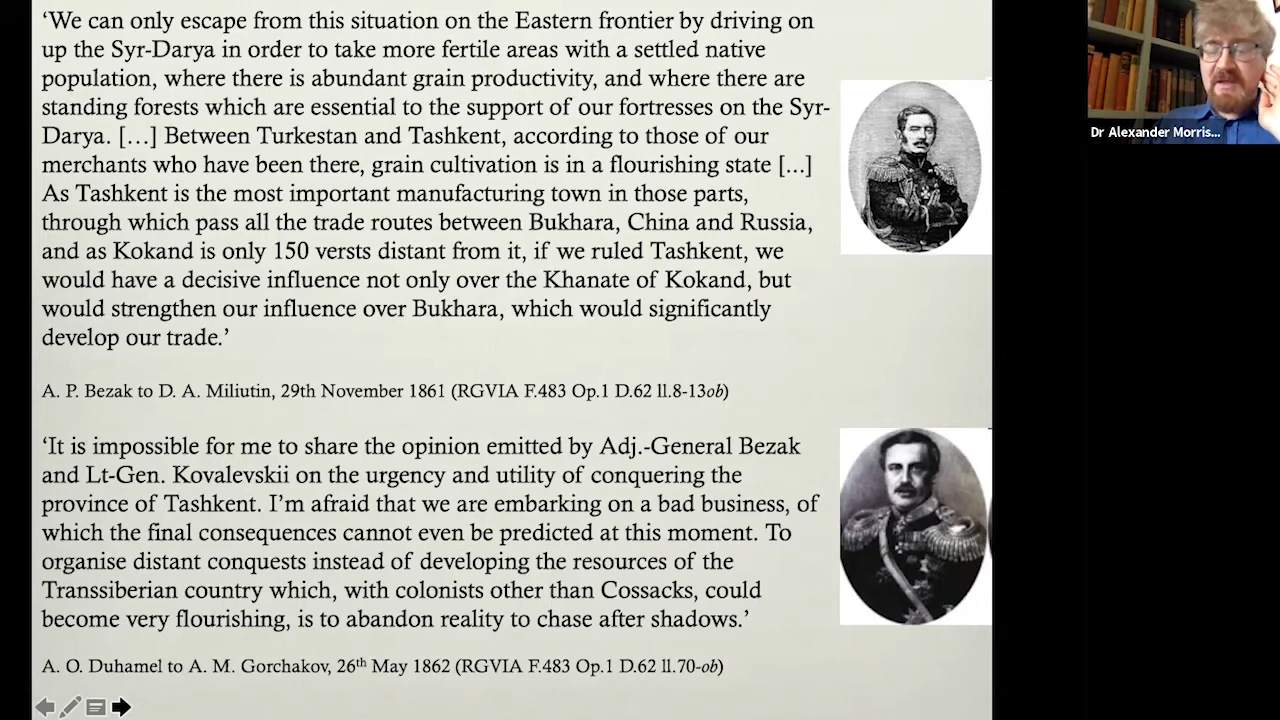 ‘We can only escape from this situation on the Eastern frontier by driving on
up the Syr-Darya in order to take more fertile areas with a settled native
population, where there is abundant grain productivity, and where there are
standing forests which are essential to the support of our fortresses on the Syr-
Darya. […] Between Turkestan and Tashkent, according to those of our
merchants who have been there, grain cultivation is in a flourishing state […]
As Tashkent is the most important manufacturing town in those parts,
through which pass all the trade routes between Bukhara, China and Russia,
and as Kokand is only 150 versts distant from it, if we ruled Tashkent, we
would have a decisive influence not only over the Khanate of Kokand, but
would strengthen our influence over Bukhara, which would significantly
develop our trade.’
A. P. Bezak to D. A. Miliutin, 29th November 1861 (RGVIA F.483 Op.1 D.62 ll.8-13ob)
‘It is impossible for me to share the opinion emitted by Adj.-General Bezak
and Lt-Gen. Kovalevskii on the urgency and utility of conquering the
province of Tashkent. I’m afraid that we are embarking on a bad business, of
which the final consequences cannot even be predicted at this moment. To
organise distant conquests instead of developing the resources of the
Transsiberian country which, with colonists other than Cossacks, could
become very flourishing, is to abandon reality to chase after shadows.’
A. O. Duhamel to A. M. Gorchakov, 26th May 1862 (RGVIA F.483 Op.1 D.62 ll.70-ob)
Dr Alexander Morris...